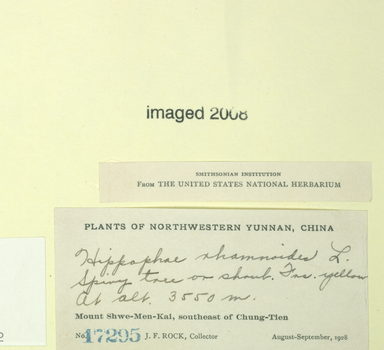 imaged 2008
SMITHSONIAN INSTITUTION
FROM THE UNITED STATES NATIONAL HERBARIUM
PLANTS OF NORTHWESTERN YUNNAN, CHINA
Hippophae rhamnoides L.
Spiny tree or shrub. Frs. yellow
At alt. 3550 m.
Mount Shwe-Men-Kai, southeast of Chung-Tien
No. 17295 J. F. ROCK, Collector August-September, 1928